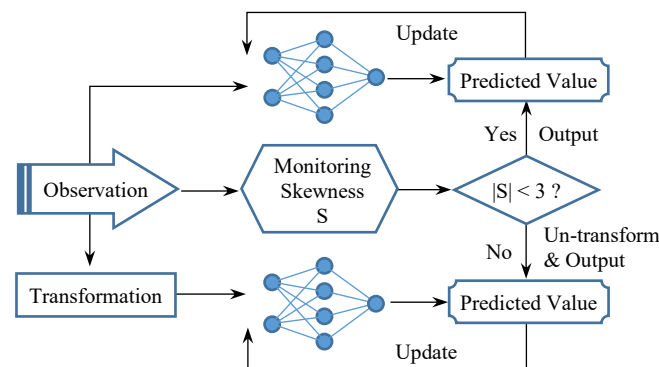 Update
Predicted Value
Yes Output
Observation
Monitoring
Skewness
S
|S| < 3 ?
No
Un-transform
& Output
Transformation
Predicted Value
Update